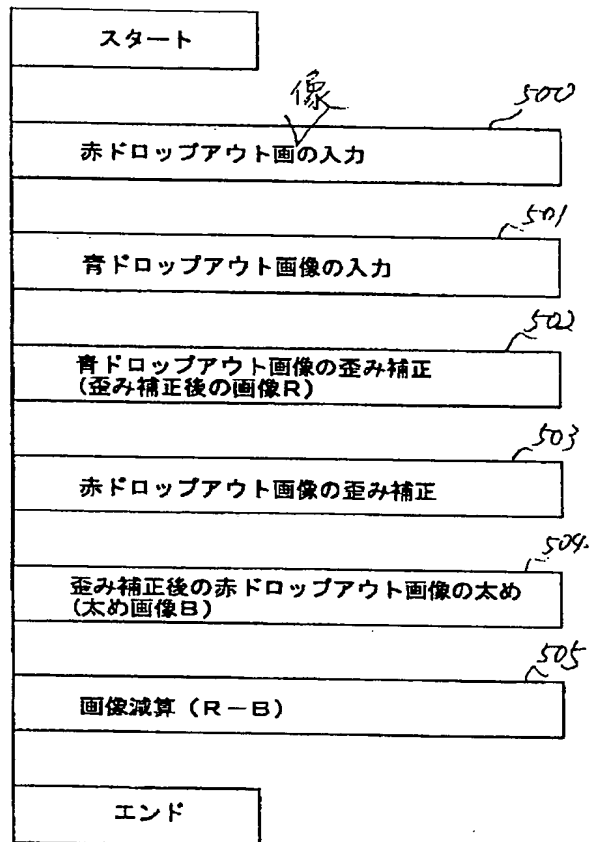 スタート
像
500
赤ドロップアウト画の入力
501
青ドロップアウト画像の入力
502
青ドロップアウト画像の歪み補正
(歪み補正後の画像R)
503
赤ドロップアウト画像の歪み補正
504
歪み補正後の赤ドロップアウト画像の太め
(太め画像B)
505
画像減算(R-B)
エンド